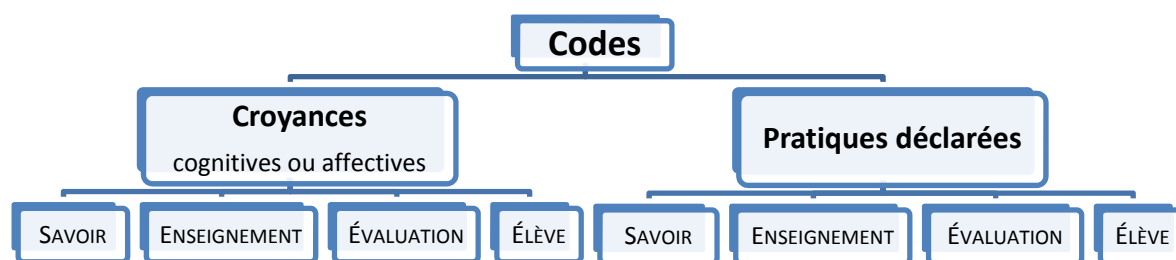 Codes
Croyances
cognitives ou affectives
Pratiques déclarées
SAVOIR
ENSEIGNEMENT
ÉVALUATION
ÉLÈVE
SAVOIR
ENSEIGNEMENT
ÉVALUATION
ÉLÈVE